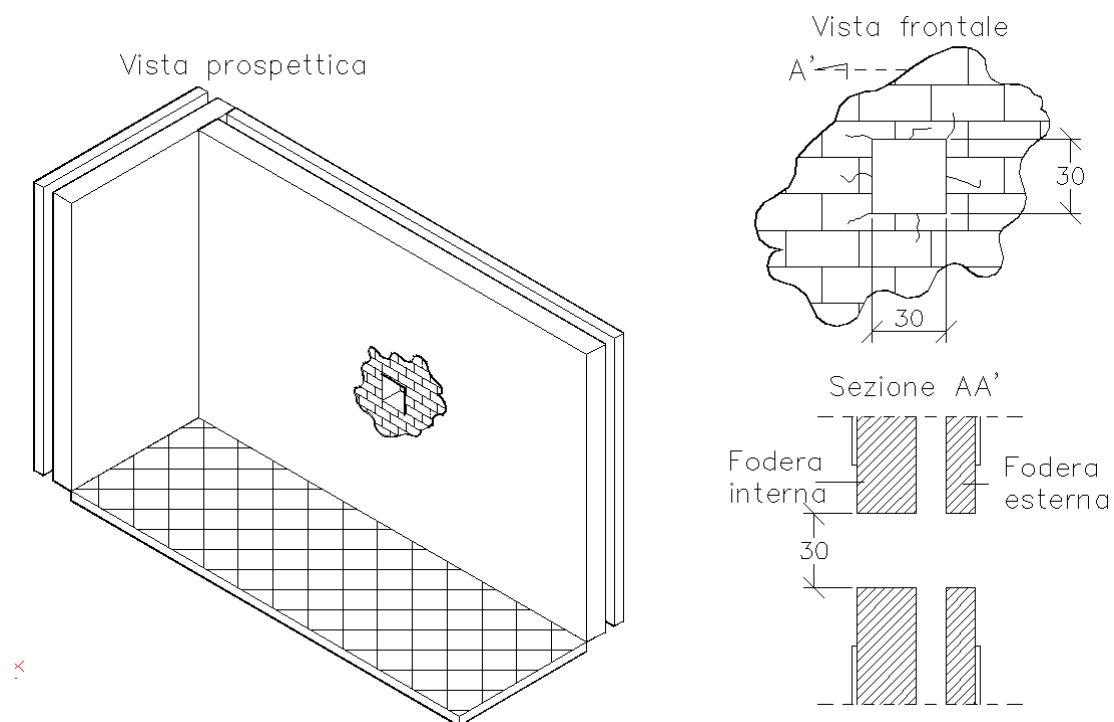 Vista prospettica
Vista frontale
A'
30
30
Sezione AA'
Fodera
interna
Fodera
esterna
30